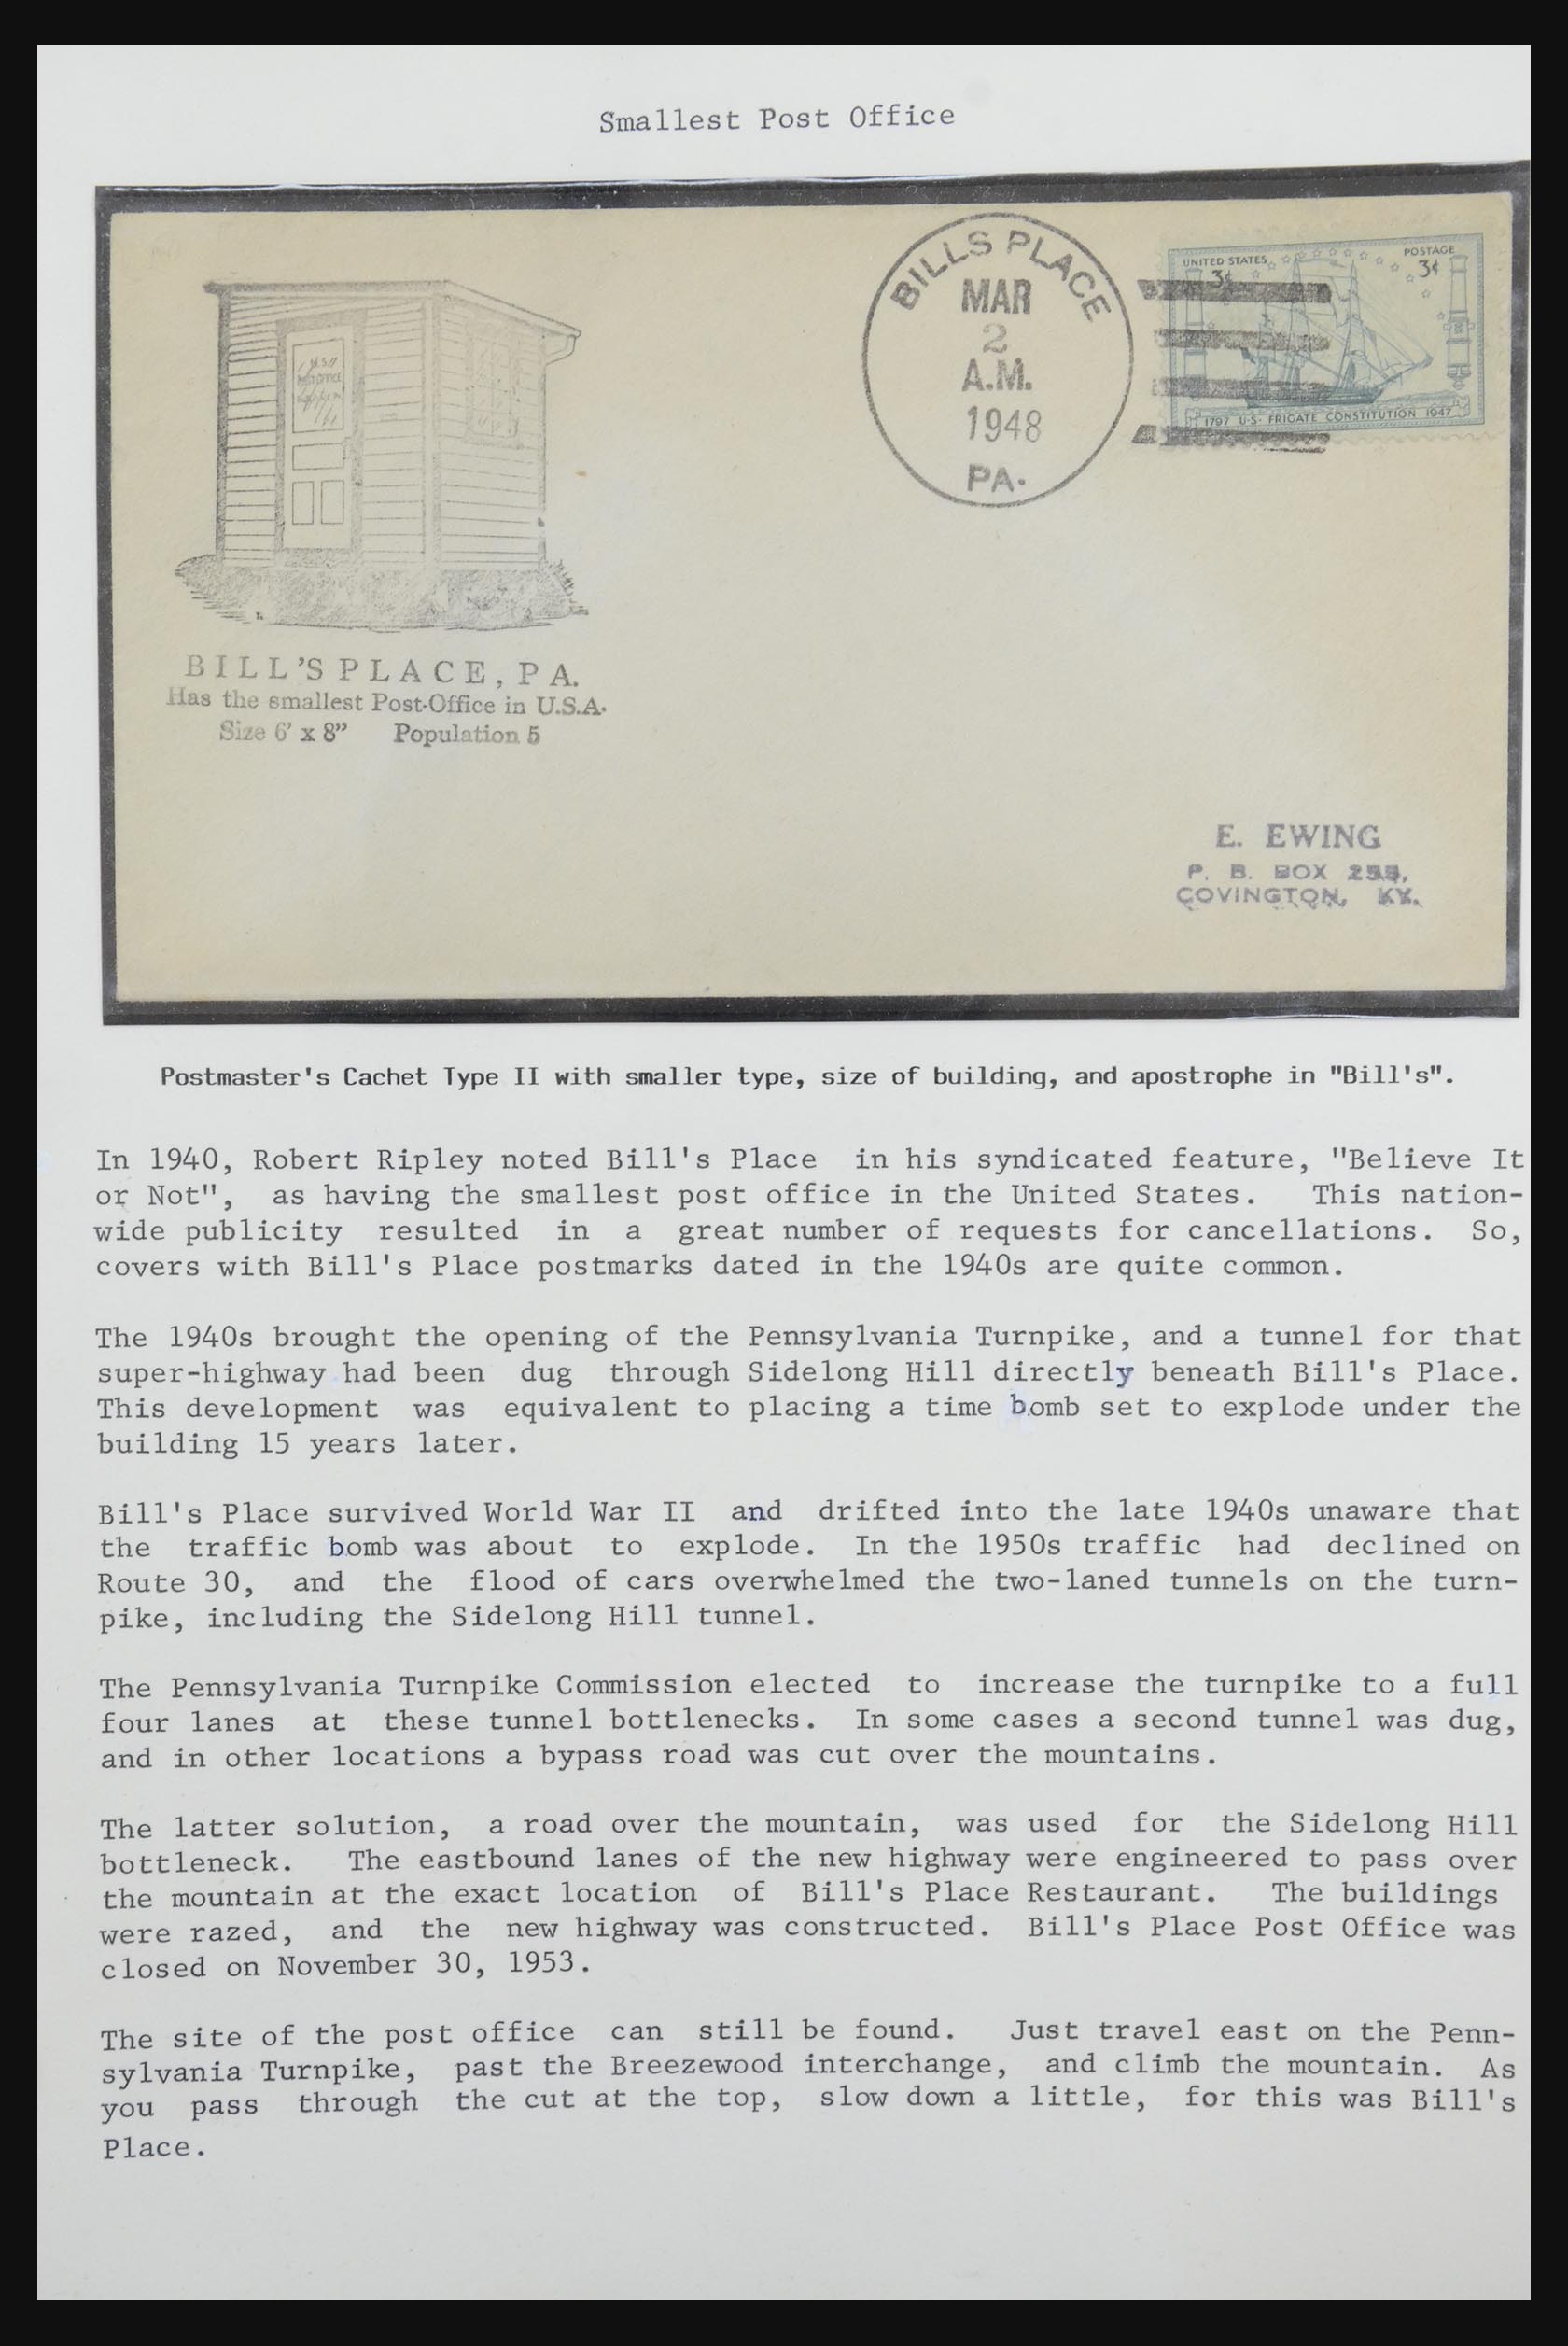 Smallest Post Office
BILLS PLACE
MAR
2
A.M.
1948
PA.
UNITED STATES POSTAGE
3¢ 3¢
1797 U·S· FRIGATE CONSTITUTION 1947
BILL'S PLACE, PA.
Has the smallest Post-Office in U.S.A.
Size 6' x 8" Population 5
E. EWING
P. B. BOX 255,
COVINGTON, KY.
Postmaster's Cachet Type II with smaller type, size of building, and apostrophe in "Bill's".
In 1940, Robert Ripley noted Bill's Place in his syndicated feature, "Believe It
or Not", as having the smallest post office in the United States. This nation-
wide publicity resulted in a great number of requests for cancellations. So,
covers with Bill's Place postmarks dated in the 1940s are quite common.
The 1940s brought the opening of the Pennsylvania Turnpike, and a tunnel for that
super-highway had been dug through Sidelong Hill directly beneath Bill's Place.
This development was equivalent to placing a time bomb set to explode under the
building 15 years later.
Bill's Place survived World War II and drifted into the late 1940s unaware that
the traffic bomb was about to explode. In the 1950s traffic had declined on
Route 30, and the flood of cars overwhelmed the two-laned tunnels on the turn-
pike, including the Sidelong Hill tunnel.
The Pennsylvania Turnpike Commission elected to increase the turnpike to a full
four lanes at these tunnel bottlenecks. In some cases a second tunnel was dug,
and in other locations a bypass road was cut over the mountains.
The latter solution, a road over the mountain, was used for the Sidelong Hill
bottleneck. The eastbound lanes of the new highway were engineered to pass over
the mountain at the exact location of Bill's Place Restaurant. The buildings
were razed, and the new highway was constructed. Bill's Place Post Office was
closed on November 30, 1953.
The site of the post office can still be found. Just travel east on the Penn-
sylvania Turnpike, past the Breezewood interchange, and climb the mountain. As
you pass through the cut at the top, slow down a little, for this was Bill's
Place.